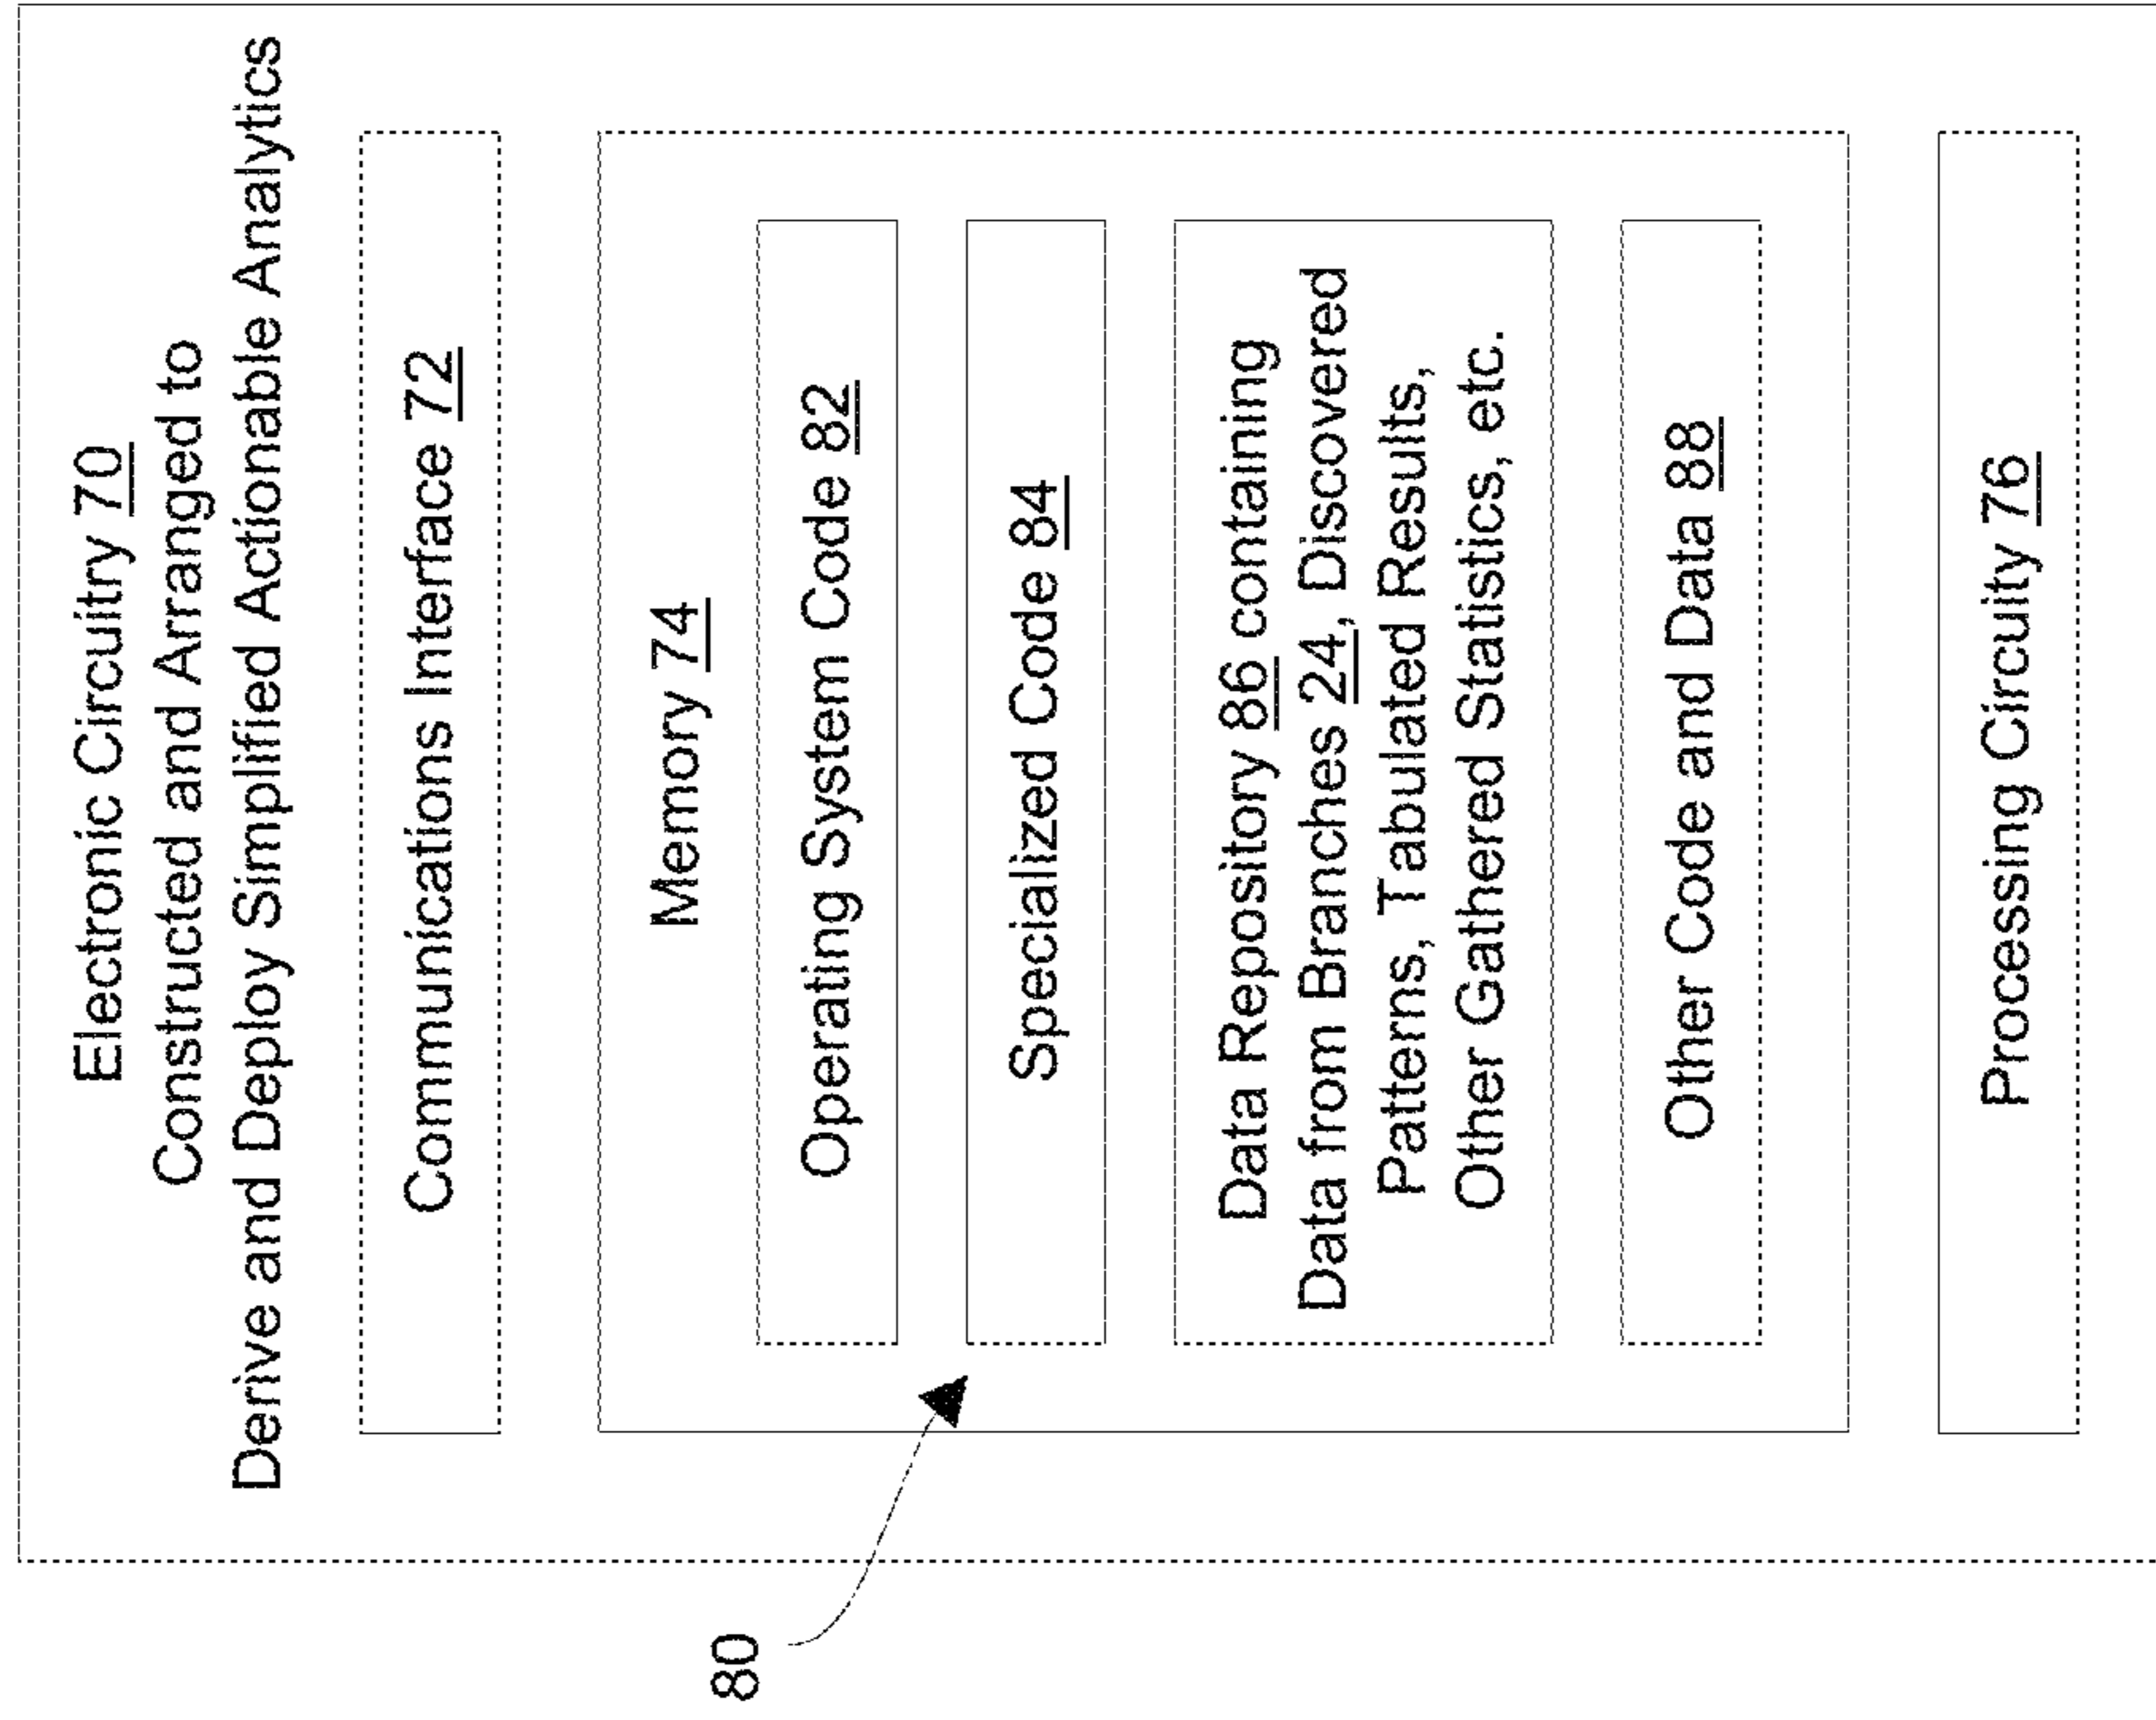 Electronic Circuitry 70
Constructed and Arranged to
Derive and Deploy Simplified Actionable Analytics
Communications Interface 72
Memory 74
Operating System Code 82
Specialized Code 84
Data Repository 86 containing
Data from Branches 24, Discovered
Patterns, Tabulated Results,
Other Gathered Statistics, etc.
Other Code and Data 88
Processing Circuity 76
80